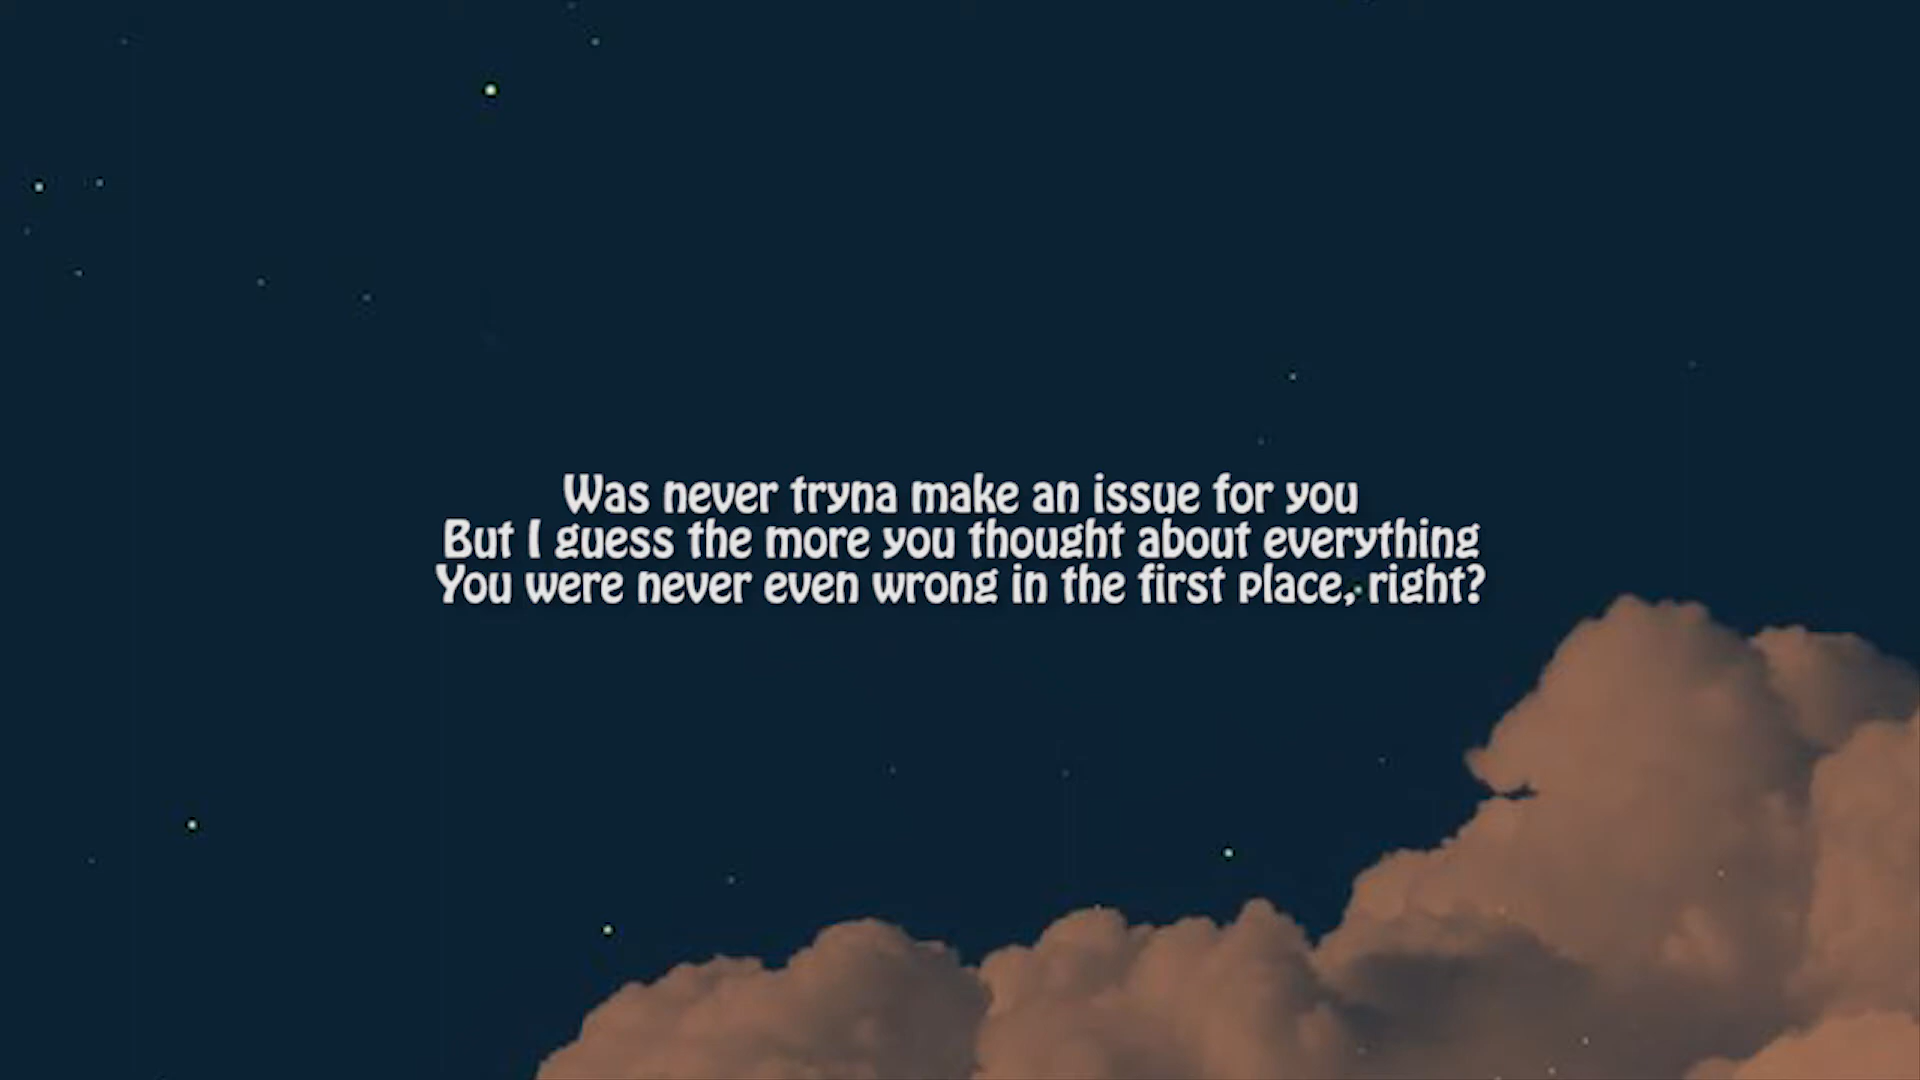 Was never tryna make an issue for you
But I guess the more you thought about everything
You were never even wrong in the first place, right?